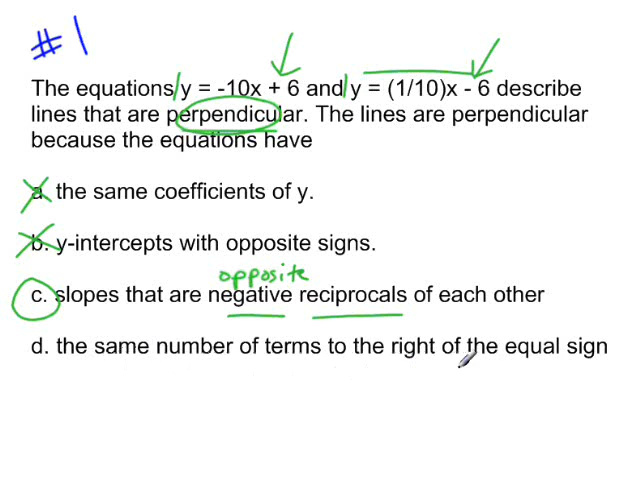 #1
The equations y = -10x + 6 and y = (1/10)x - 6 describe
lines that are perpendicular. The lines are perpendicular
because the equations have
a. the same coefficients of y.
b. y-intercepts with opposite signs.
opposite
c. slopes that are negative reciprocals of each other
d. the same number of terms to the right of the equal sign